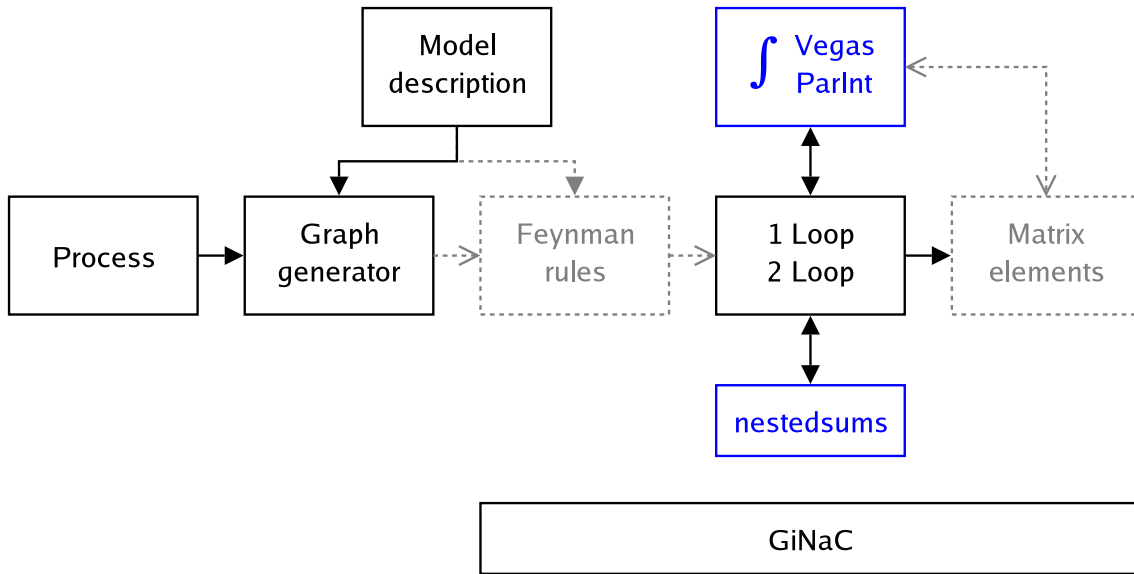 Model
description
∫ Vegas
ParInt
Process
Graph
generator
Feynman
rules
1 Loop
2 Loop
Matrix
elements
nestedsums
GiNaC